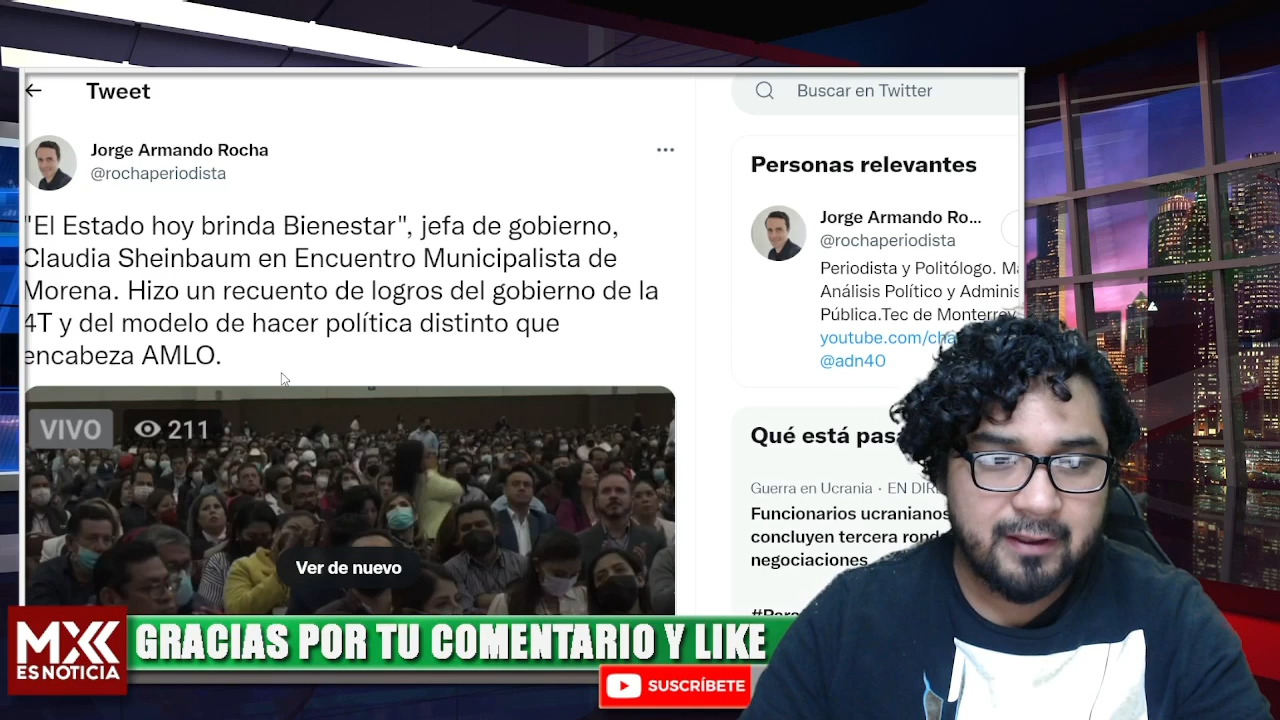 Tweet
Buscar en Twitter
Jorge Armando Rocha
@rochaperiodista
"El Estado hoy brinda Bienestar", jefa de gobierno,
Claudia Sheinbaum en Encuentro Municipalista de
Morena. Hizo un recuento de logros del gobierno de la
4T y del modelo de hacer política distinto que
encabeza AMLO.
VIVO 211
Ver de nuevo
Personas relevantes
Jorge Armando Ro...
@rochaperiodista
Periodista y Politólogo.
Análisis Político y
Pública.Tec de Monterrey
youtube.com/
@adn40
Qué está
Guerra en Ucrania · EN
Funcionarios ucranianos
concluyen tercera
negociaciones
MX
ES NOTICIA
GRACIAS POR TU COMENTARIO Y LIKE
SUSCRÍBETE